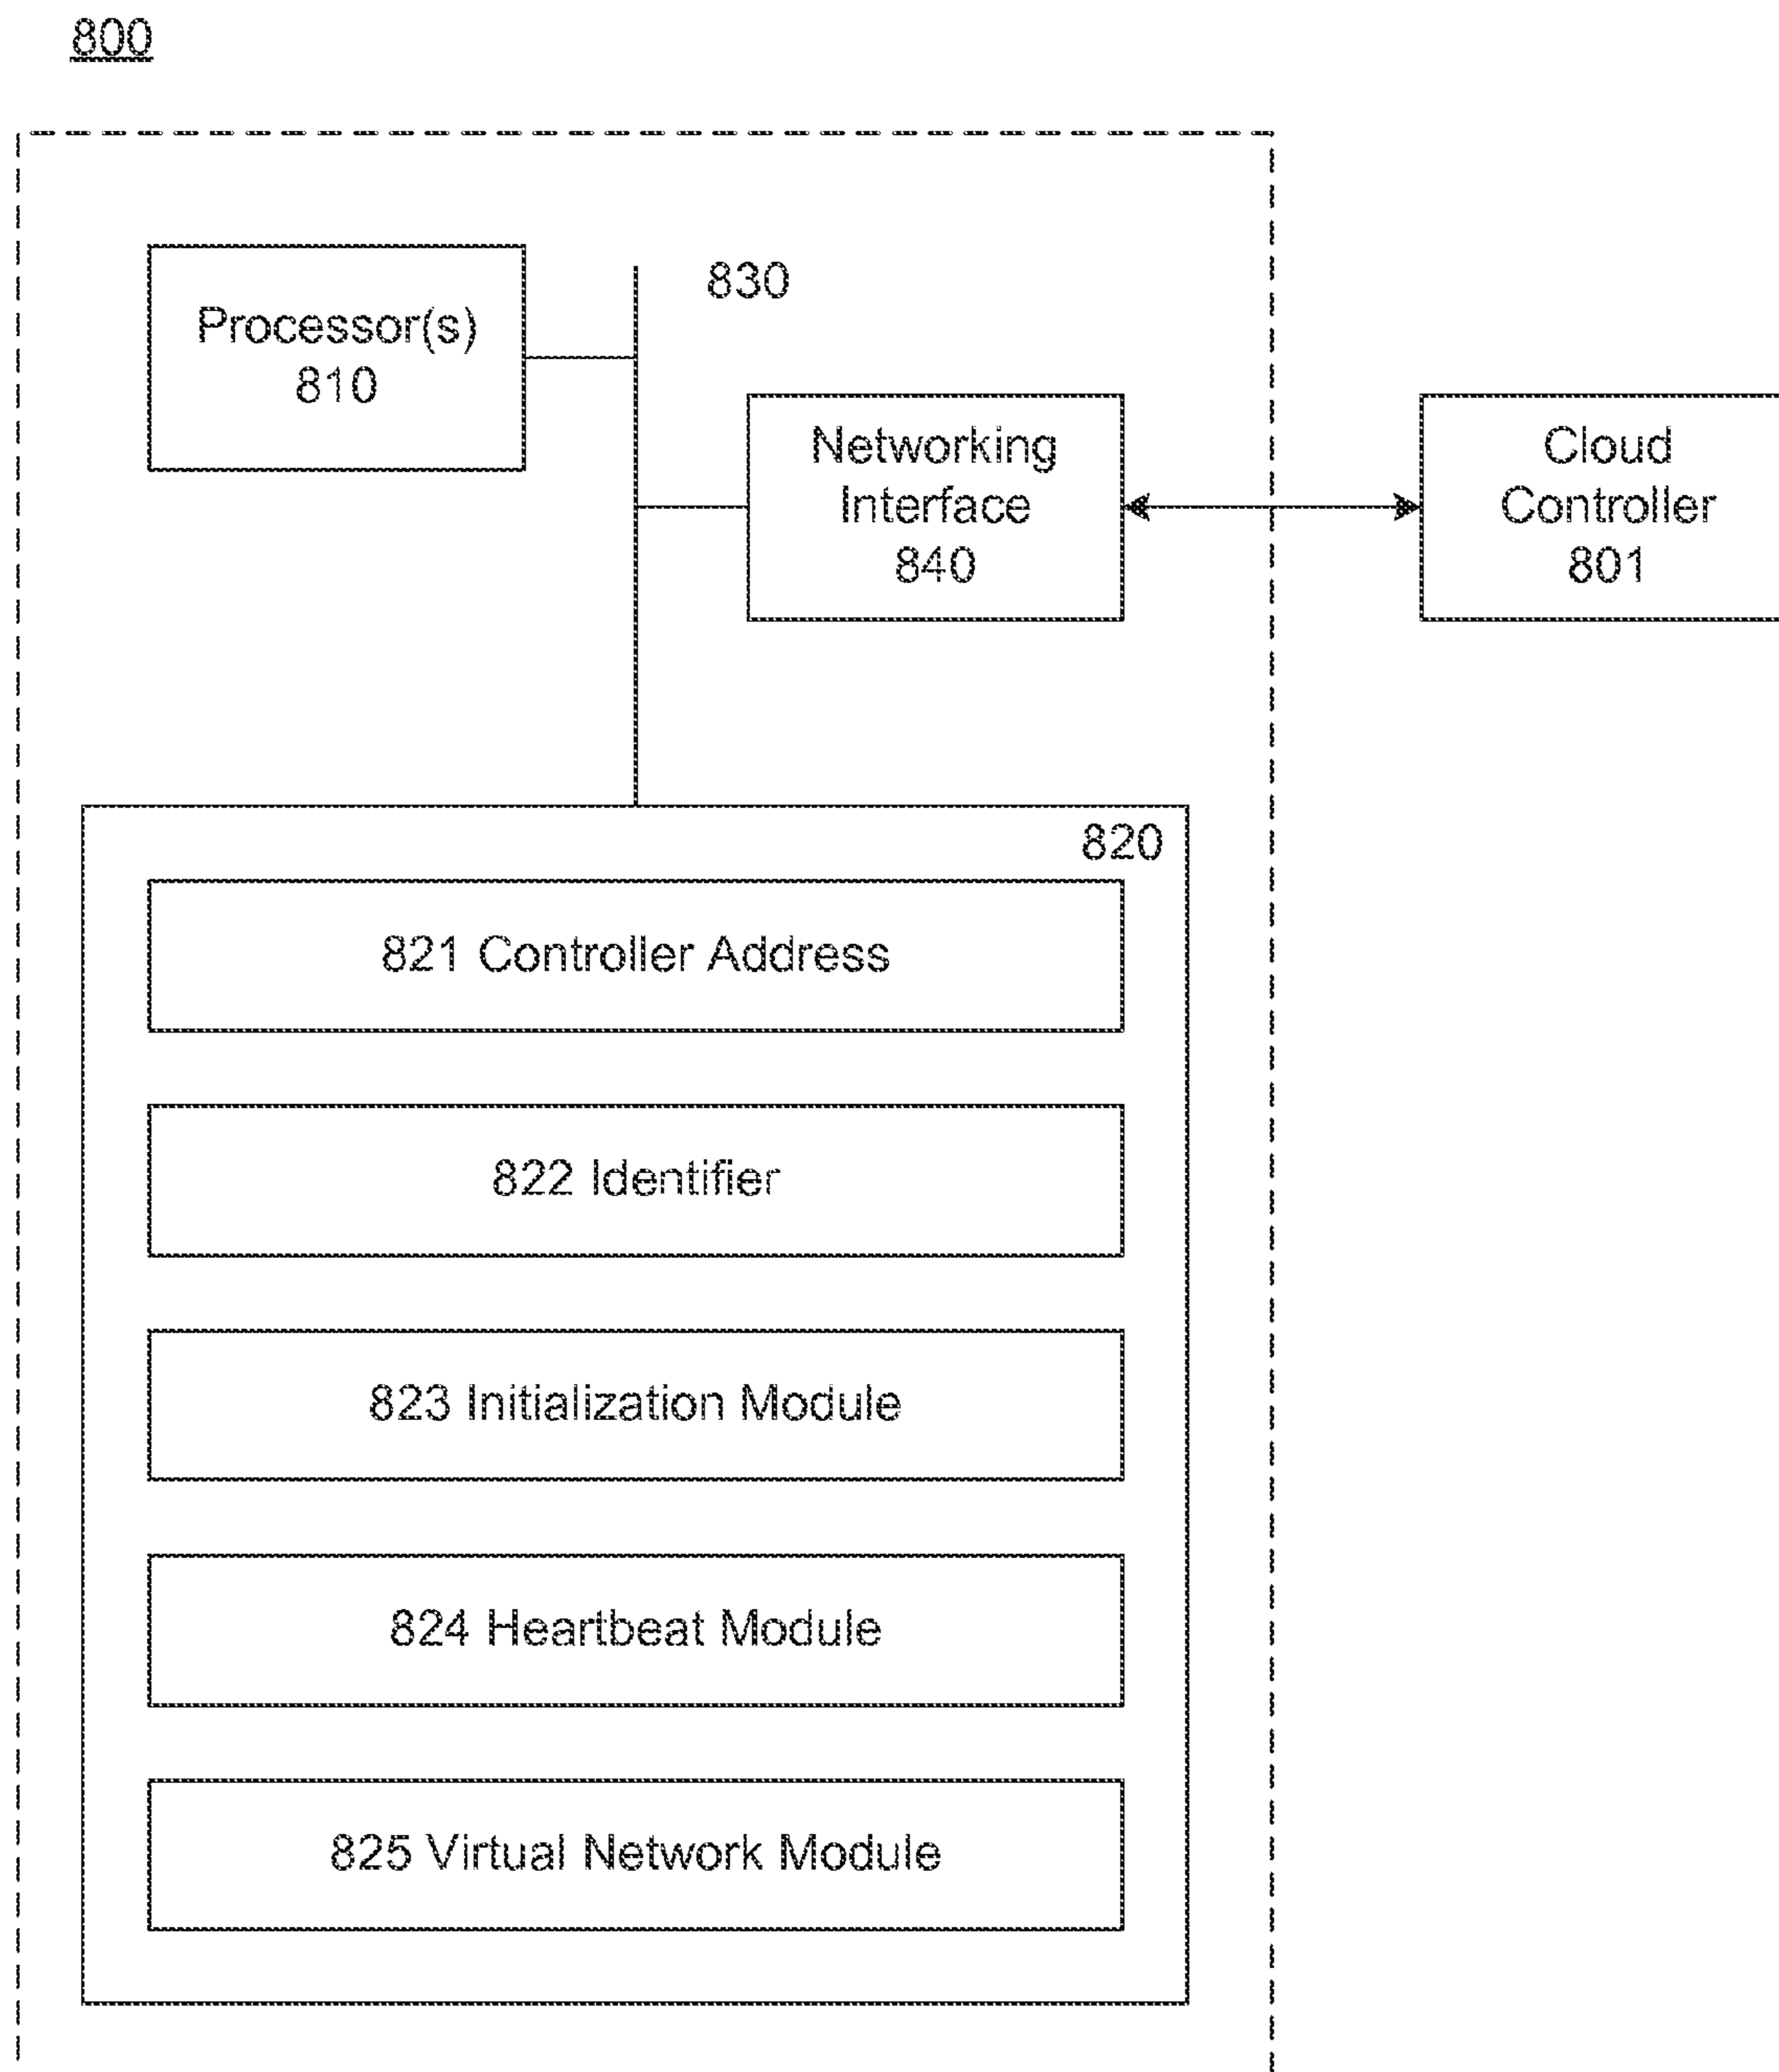 800
Processor(s)
810
830
Networking
Interface
840
Cloud
Controller
801
820
821 Controller Address
822 Identifier
823 Initialization Module
824 Heartbeat Module
825 Virtual Network Module